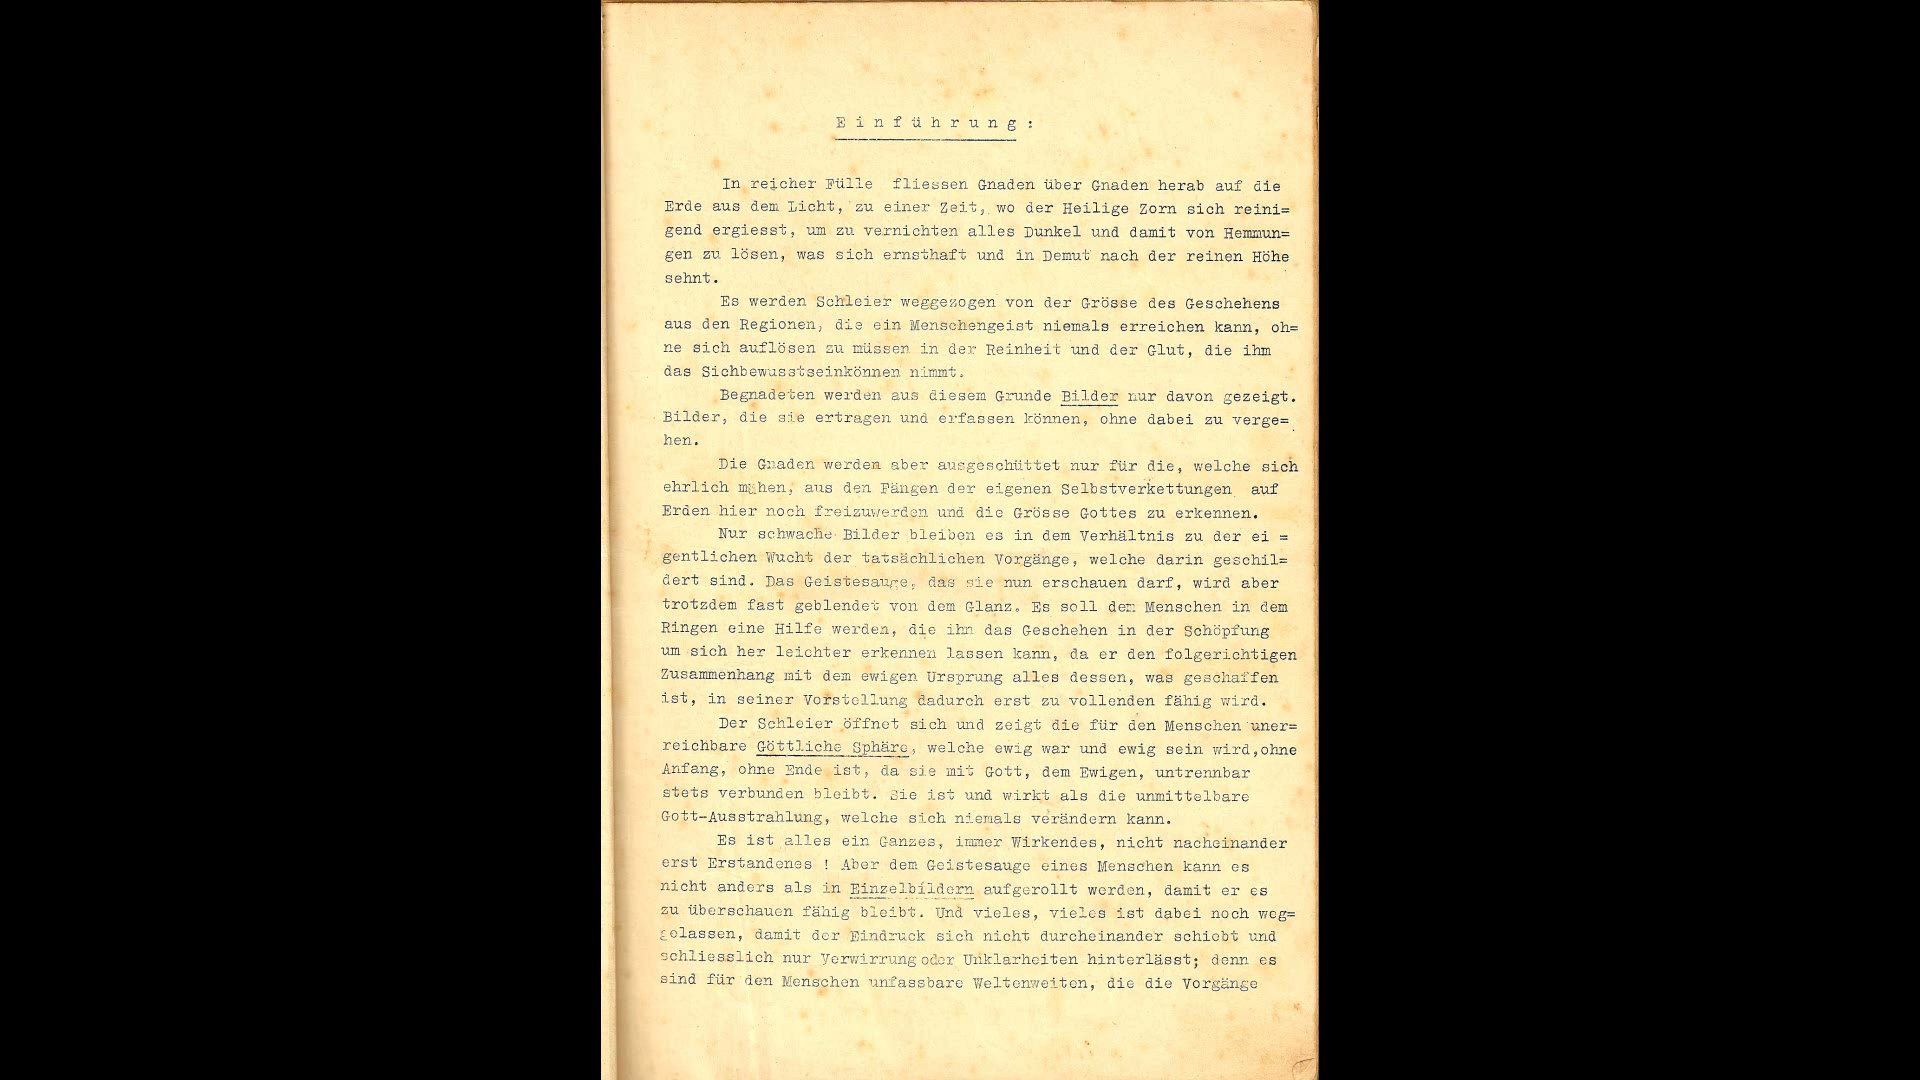 E i n f ü h r u n g :
In reicher Fülle fliessen Gnaden über Gnaden herab auf die
Erde aus dem Licht, zu einer Zeit, wo der Heilige Zorn sich reini=
gend ergiesst, um zu vernichten alles Dunkel und damit von Hemmun=
gen zu lösen, was sich ernsthaft und in Demut nach der reinen Höhe
sehnt.
Es werden Schleier weggezogen von der Grösse des Geschehens
aus den Regionen, die ein Menschengeist niemals erreichen kann, oh=
ne sich auflösen zu müssen in der Reinheit und der Glut, die ihm
das Sichbewusstseinkönnen nimmt.
Begnadeten werden aus diesem Grunde Bilder nur davon gezeigt.
Bilder, die sie ertragen und erfassen können, ohne dabei zu verge=
hen.
Die Gnaden werden aber ausgeschüttet nur für die, welche sich
ehrlich mühen, aus den Fängen der eigenen Selbstverkettungen auf
Erden hier noch freizuwerden und die Grösse Gottes zu erkennen.
Nur schwache Bilder bleiben es in dem Verhältnis zu der ei =
gentlichen Wucht der tatsächlichen Vorgänge, welche darin geschil=
dert sind. Das Geistesauge, das sie nun erschauen darf, wird aber
trotzdem fast geblendet von dem Glanz. Es soll den Menschen in dem
Ringen eine Hilfe werden, die ihn das Geschehen in der Schöpfung
um sich her leichter erkennen lassen kann, da er den folgerichtigen
Zusammenhang mit dem ewigen Ursprung alles dessen, was geschaffen
ist, in seiner Vorstellung dadurch erst zu vollenden fähig wird.
Der Schleier öffnet sich und zeigt die für den Menschen uner=
reichbare Göttliche Sphäre, welche ewig war und ewig sein wird,ohne
Anfang, ohne Ende ist, da sie mit Gott, dem Ewigen, untrennbar
stets verbunden bleibt. Sie ist und wirkt als die unmittelbare
Gott-Ausstrahlung, welche sich niemals verändern kann.
Es ist alles ein Ganzes, immer Wirkendes, nicht nacheinander
erst Erstandenes ! Aber dem Geistesauge eines Menschen kann es
nicht anders als in Einzelbildern aufgerollt werden, damit er es
zu überschauen fähig bleibt. Und vieles, vieles ist dabei noch weg=
gelassen, damit der Eindruck sich nicht durcheinander schiebt und
schliesslich nur Verwirrung oder Unklarheiten hinterlässt; denn es
sind für den Menschen unfassbare Weltenweiten, die die Vorgänge